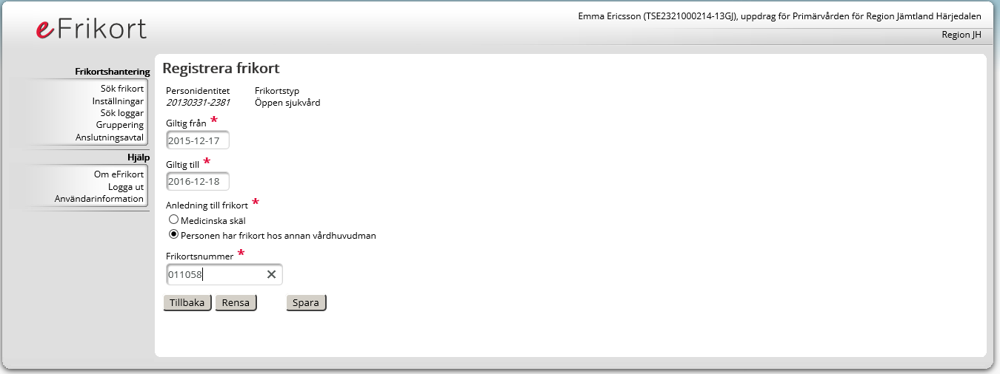 eFrikort
Emma Ericsson (TSE2321000214-13GJ), uppdrag för Primärvården för Region Jämtland Härjedalen
Region JH
Frikortshantering
Sök frikort
Inställningar
Sök loggar
Gruppering
Anslutningsavtal
Hjälp
Om eFrikort
Logga ut
Användarinformation
Registrera frikort
Personidentitet Frikortstyp
20130331-2381 Öppen sjukvård
Giltig från *
2015-12-17
Giltig till *
2016-12-18
Anledning till frikort *
Medicinska skäl
Personen har frikort hos annan vårdhuvudman
Frikortsnummer *
011058
Tillbaka Rensa Spara